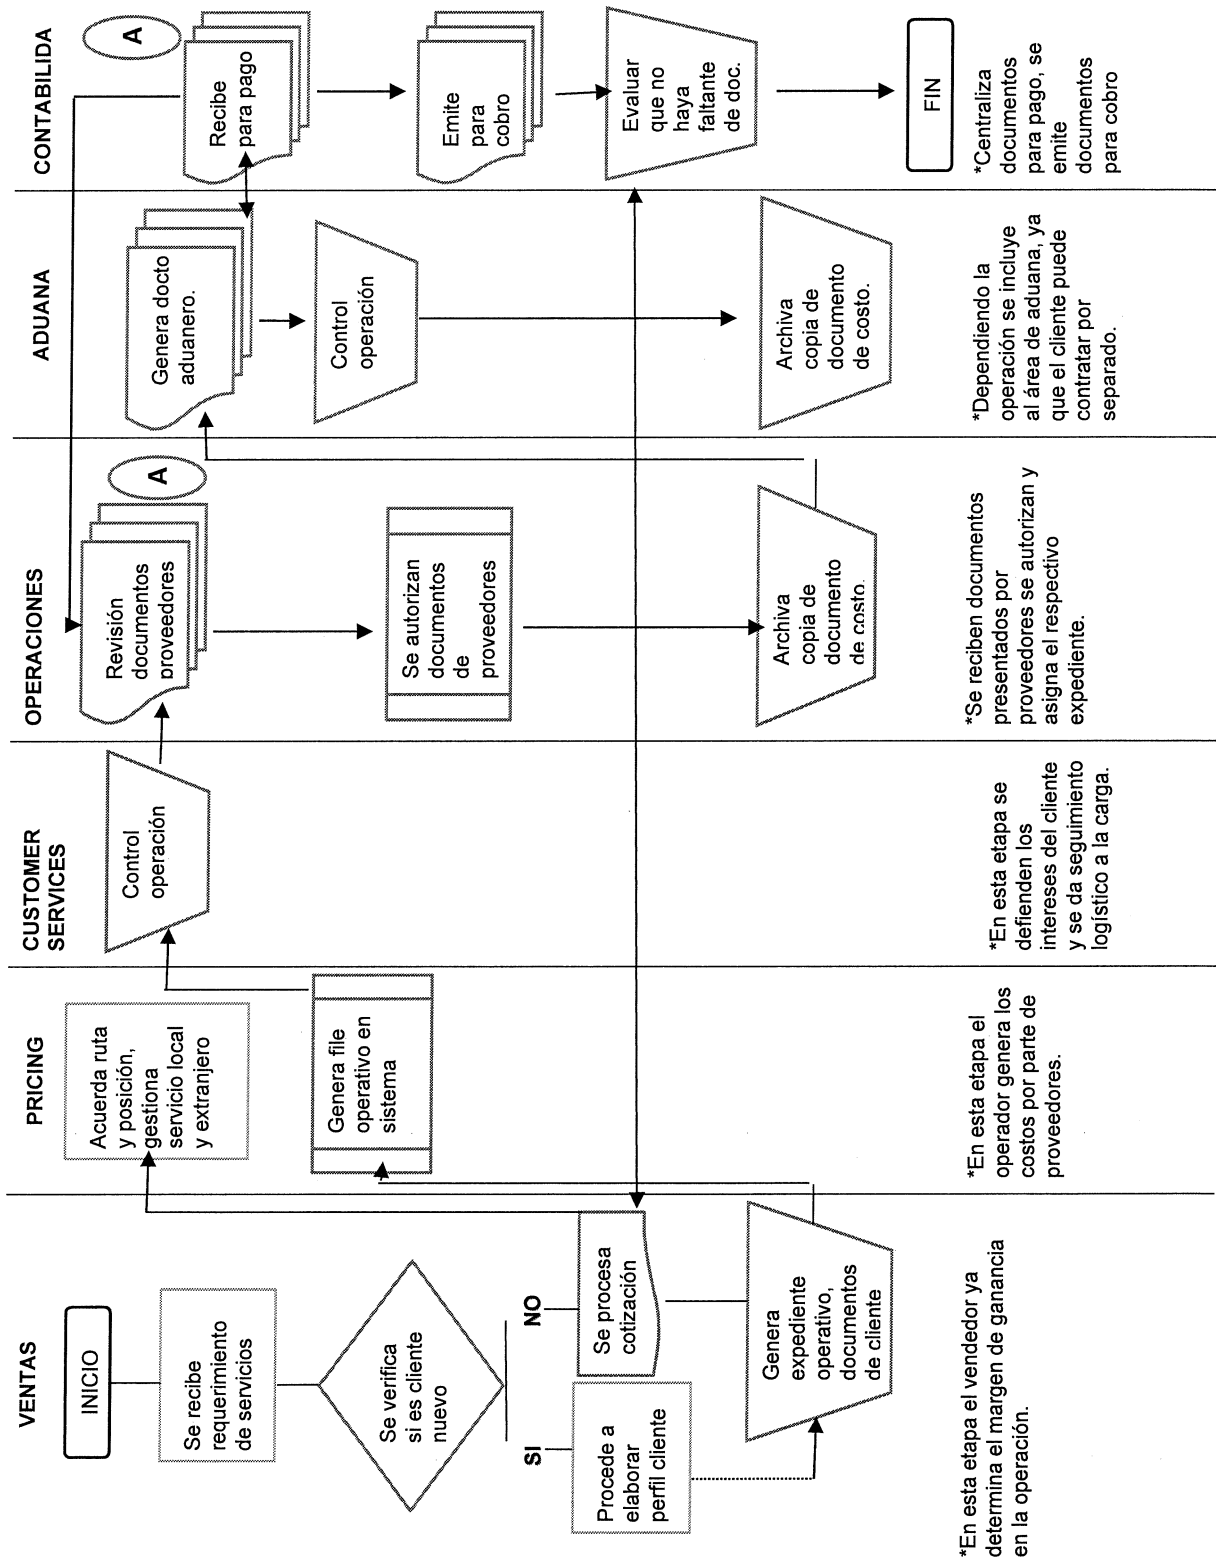 VENTAS
INICIO
Se recibe
requerimiento
de servicios
Se verifica
si es cliente
nuevo
SI
NO
Procede a
elaborar
perfil cliente
Se procesa
cotización
Genera
expediente
operativo,
documentos
de cliente
*En esta etapa el vendedor ya
determina el margen de ganancia
en la operación.
PRICING
Acuerda ruta
y posición,
gestiona
servicio local
y extranjero
Genera file
operativo en
sistema
*En esta etapa el
operador genera los
costos por parte de
proveedores.
CUSTOMER
SERVICES
Control
operación
*En esta etapa se
defienden los
intereses del cliente
y se da seguimiento
logístico a la carga.
OPERACIONES
A
Revisión
documentos
proveedores
Se autorizan
documentos
de
proveedores
Archiva
copia de
documento
de costo.
*Se reciben documentos
presentados por
proveedores se autorizan y
asigna el respectivo
expediente.
ADUANA
Genera docto
aduanero.
Control
operación
Archiva
copia de
documento
de costo.
*Dependiendo la
operación se incluye
al área de aduana, ya
que el cliente puede
contratar por
separado.
CONTABILIDA
A
Recibe
para pago
Emite
para
cobro
Evaluar
que no
haya
faltante
de doc.
FIN
*Centraliza
documentos
para pago, se
emite
documentos
para cobro